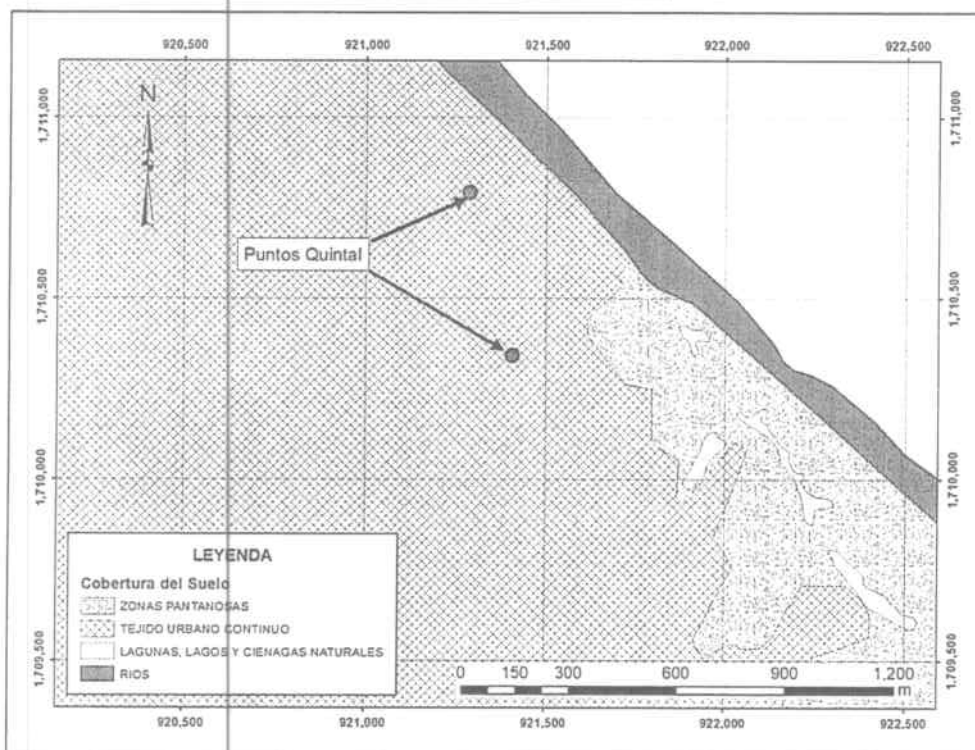 920,500 921,000 921,500 922,000 922,500
N
1,711,000 1,711,000
Puntos Quintal
1,710,500 1,710,500
1,710,000 1,710,000
LEYENDA
Cobertura del Suelo
ZONAS PANTANOSAS
TEJIDO URBANO CONTINUO
LAGUNAS, LAGOS Y CIENAGAS NATURALES
RIOS
1,709,500 1,709,500
0 150 300 600 900 1,200
m
920,500 921,000 921,500 922,000 922,500